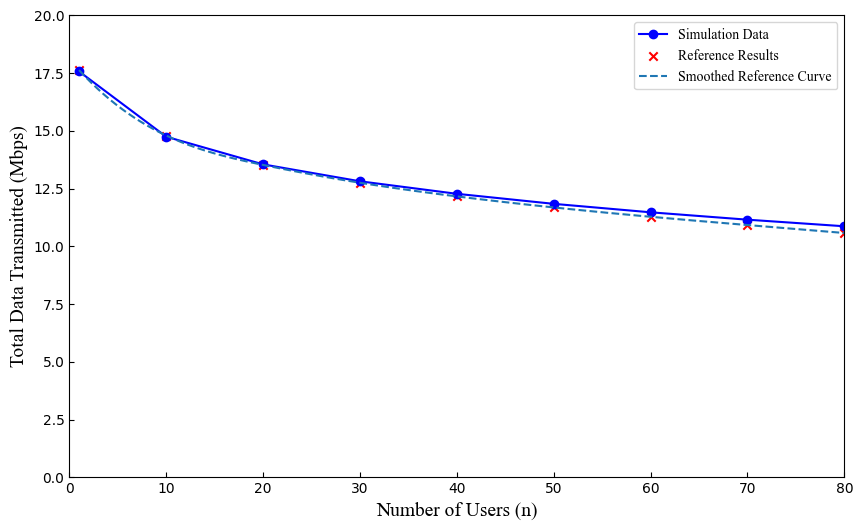 20.0
17.5
15.0
12.5
10.0
7.5
5.0
2.5
0.0
Total Data Transmitted (Mbps)
Simulation Data
Reference Results
Smoothed Reference Curve
0 10 20 30 40 50 60 70 80
Number of Users (n)